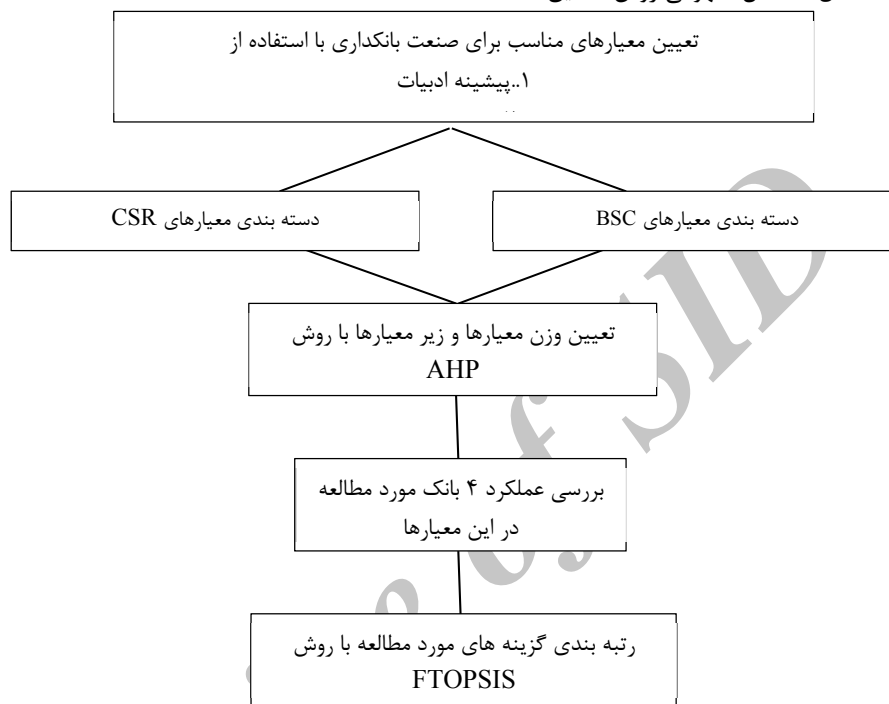 تعیین معیارهای مناسب برای صنعت بانکداری با استفاده از
۱..پیشینه ادبیات
دسته بندی معیارهای BSC
دسته بندی معیارهای CSR
تعیین وزن معیارها و زیر معیارها با روش
AHP
بررسی عملکرد ۴ بانک مورد مطالعه
در این معیارها
رتبه بندی گزینه های مورد مطالعه با روش
FTOPSIS
of SID